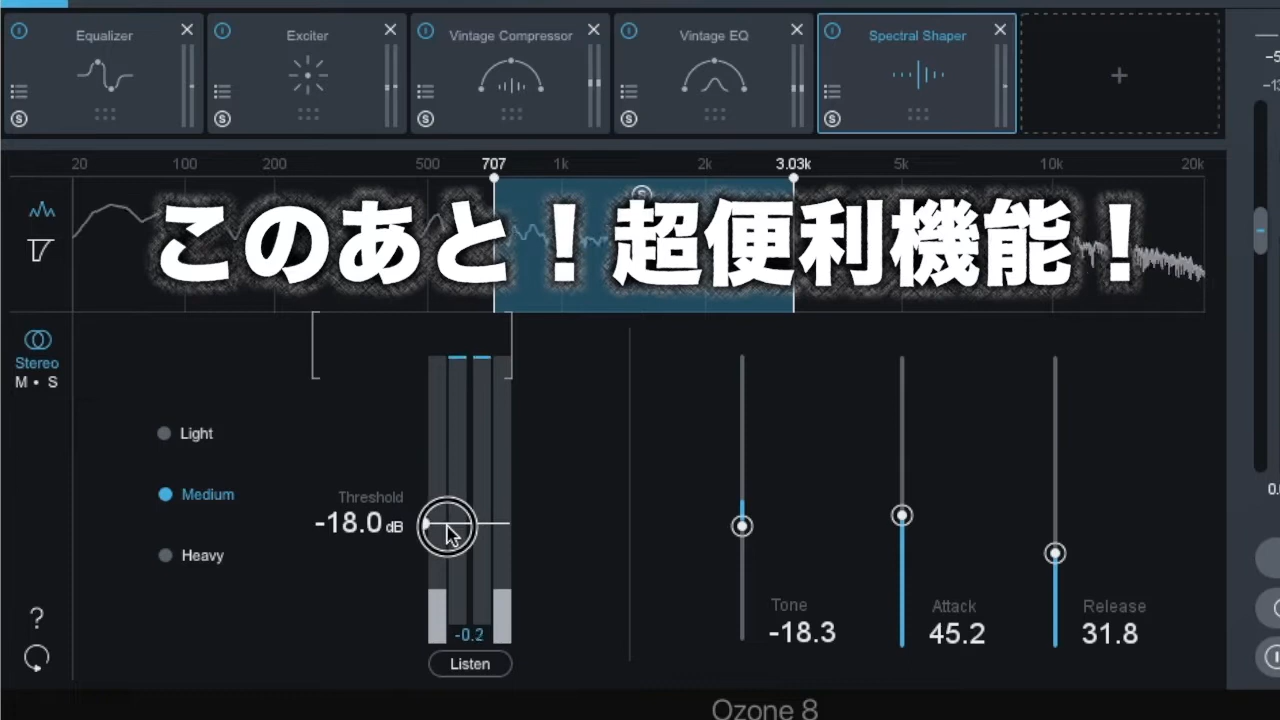 Equalizer
Exciter
Vintage Compressor
Vintage EQ
Spectral Shaper
S
S
S
S
S
20 100 200 500 707 1k 2k 3.03k 5k 10k 20k
S
このあと！超便利機能！
Stereo
M • S
Light
Medium
Heavy
Threshold
-18.0 dB
-0.2
Listen
Tone
-18.3
Attack
45.2
Release
31.8
?
Ozone 8